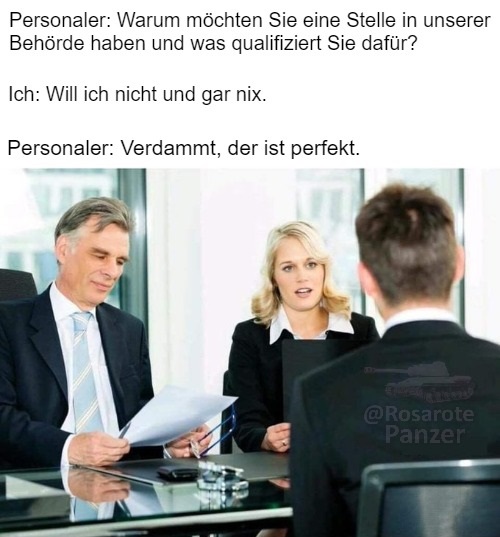 Personaler: Warum möchten Sie eine Stelle in unserer
Behörde haben und was qualifiziert Sie dafür?
Ich: Will ich nicht und gar nix.
Personaler: Verdammt, der ist perfekt.
@Rosarote
Panzer